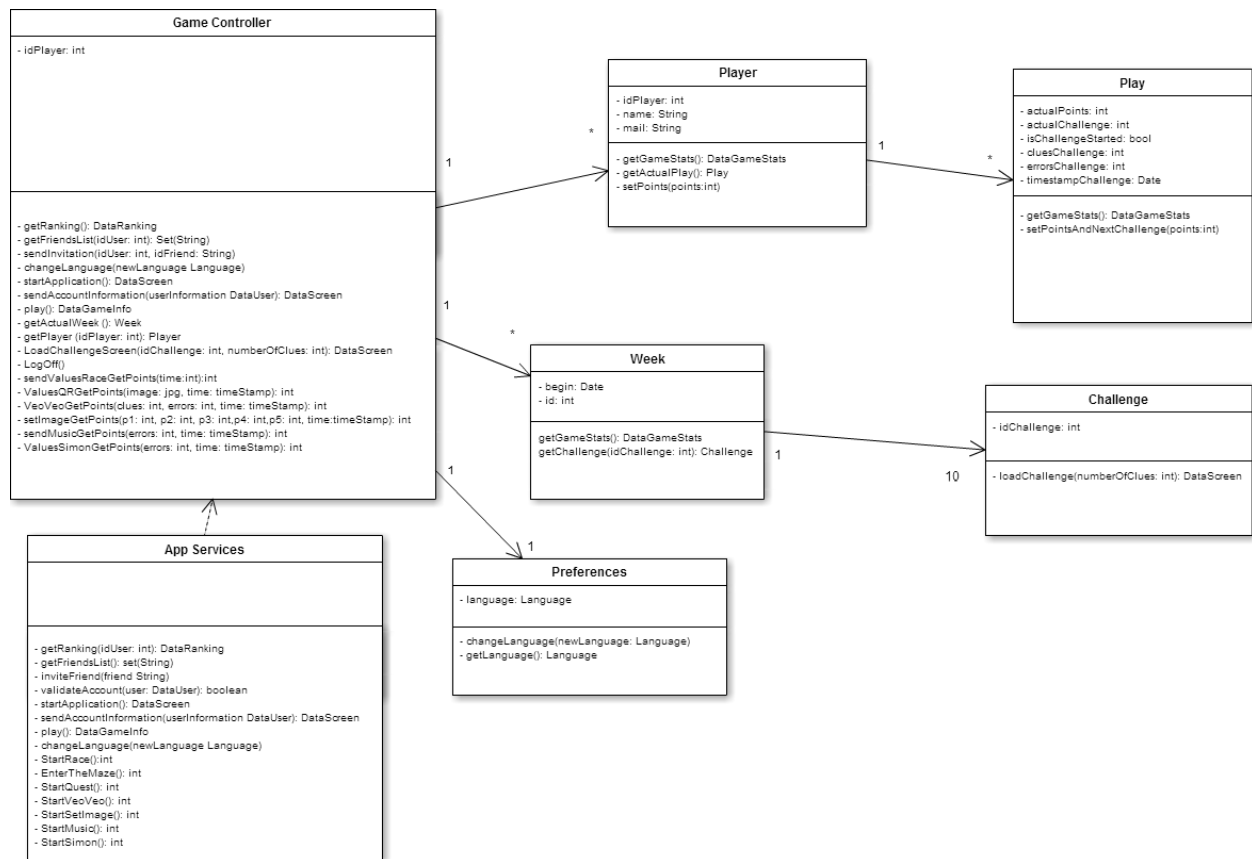 Game Controller
- idPlayer: int
- getRanking(): DataRanking
- getFriendsList(idUser: int): Set(String)
- sendInvitation(idUser: int, idFriend: String)
- changeLanguage(newLanguage Language)
- startApplication(): DataScreen
- sendAccountInformation(userInformation DataUser): DataScreen
- play(): DataGameInfo
- getActualWeek (): Week
- getPlayer (idPlayer: int): Player
- LoadChallengeScreen(idChallenge: int, numberOfClues: int): DataScreen
- LogOff()
- sendValuesRaceGetPoints(time:int):int
- ValuesQRGetPoints(image: jpg, time: timeStamp): int
- VeoVeoGetPoints(clues: int, errors: int, time: timeStamp): int
- setImageGetPoints(p1: int, p2: int, p3: int,p4: int,p5: int, time:timeStamp): int
- sendMusicGetPoints(errors: int, time: timeStamp): int
- ValuesSimonGetPoints(errors: int, time: timeStamp): int
1
*
Player
- idPlayer: int
- name: String
- mail: String
- getGameStats(): DataGameStats
- getActualPlay(): Play
- setPoints(points:int)
1
*
Play
- actualPoints: int
- actualChallenge: int
- isChallengeStarted: bool
- cluesChallenge: int
- errorsChallenge: int
- timestampChallenge: Date
- getGameStats(): DataGameStats
- setPointsAndNextChallenge(points:int)
1
*
Week
- begin: Date
- id: int
getGameStats(): DataGameStats
getChallenge(idChallenge: int): Challenge
1
10
Challenge
- idChallenge: int
- loadChallenge(numberOfClues: int): DataScreen
1
1
Preferences
- language: Language
- changeLanguage(newLanguage: Language)
- getLanguage(): Language
App Services
- getRanking(idUser: int): DataRanking
- getFriendsList(): set(String)
- inviteFriend(friend String)
- validateAccount(user: DataUser): boolean
- startApplication(): DataScreen
- sendAccountInformation(userInformation DataUser): DataScreen
- play(): DataGameInfo
- changeLanguage(newLanguage Language)
- StartRace():int
- EnterTheMaze(): int
- StartQuest(): int
- StartVeoVeo(): int
- StartSetImage(): int
- StartMusic(): int
- StartSimon(): int